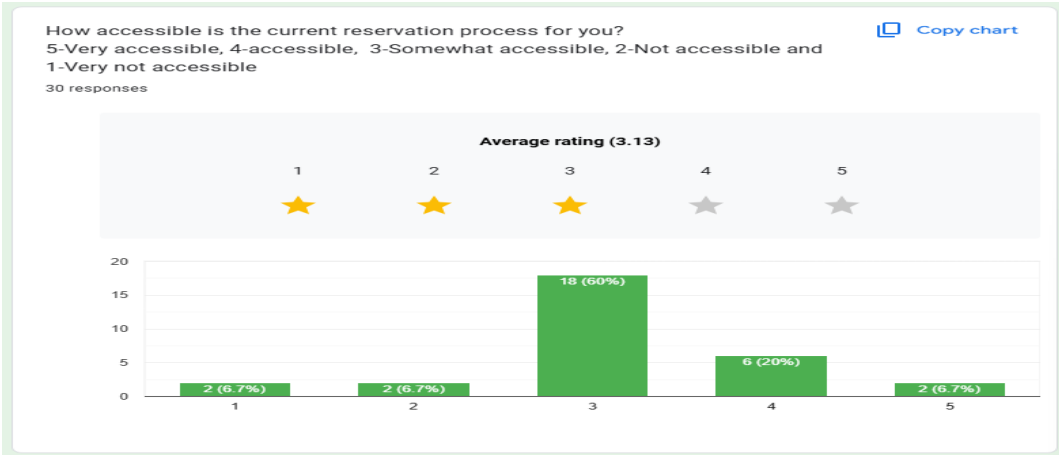 How accessible is the current reservation process for you?
Copy chart
5-Very accessible, 4-accessible, 3-Somewhat accessible, 2-Not accessible and
1-Very not accessible
30 responses
Average rating (3.13)
1 2 3 4 5
20
15
10
5
0
18 (60%)
6 (20%)
2 (6.7%) 2 (6.7%) 2 (6.7%)
1 2 3 4 5